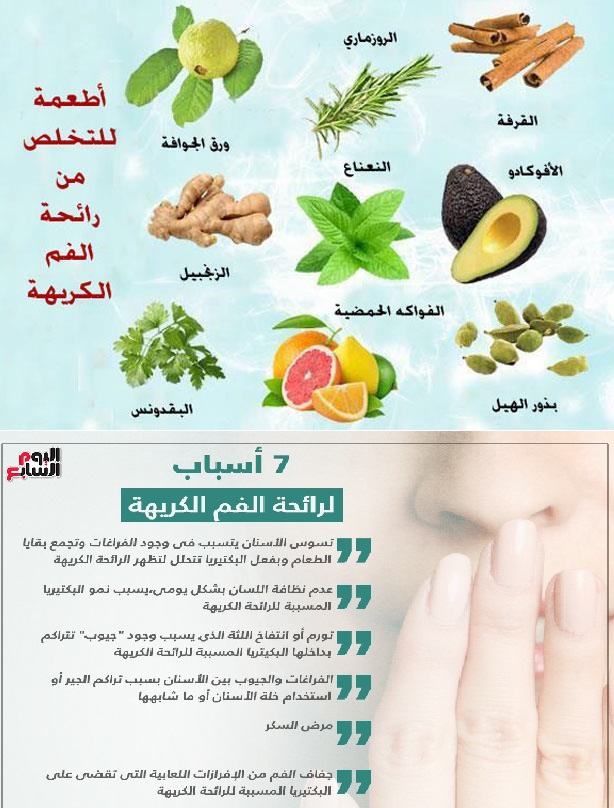 أطعمة
للتخلص
من
رائحة
الفم
الكريهة
الروزماري
القرفة
ورق الجوافة
النعناع
الأفوكادو
الزنجبيل
الفواكه الحمضية
البقدونس
بذور الهيل
اليوم
السابع
7 أسباب
لرائحة الفم الكريهة
تسوس الأسنان يتسبب فى وجود الفراغات وتجمع بقايا
الطعام وبفعل البكتيريا تتحلل لتظهر الرائحة الكريهة
عدم نظافة اللسان بشكل يومى،يسبب نمو البكتيريا
المسببة للرائحة الكريهة
تورم أو انتفاخ اللثة الذى يسبب وجود "جيوب" تتراكم
بداخلها البكيتريا المسببة للرائحة الكريهة
الفراغات والجيوب بين الأسنان بسبب تراكم الجير أو
استخدام خلة الأسنان أو ما شابهها
مرض السكر
جفاف الفم من الإفرازات اللعابية التى تقضى على
البكتيريا المسببة للرائحة الكريهة